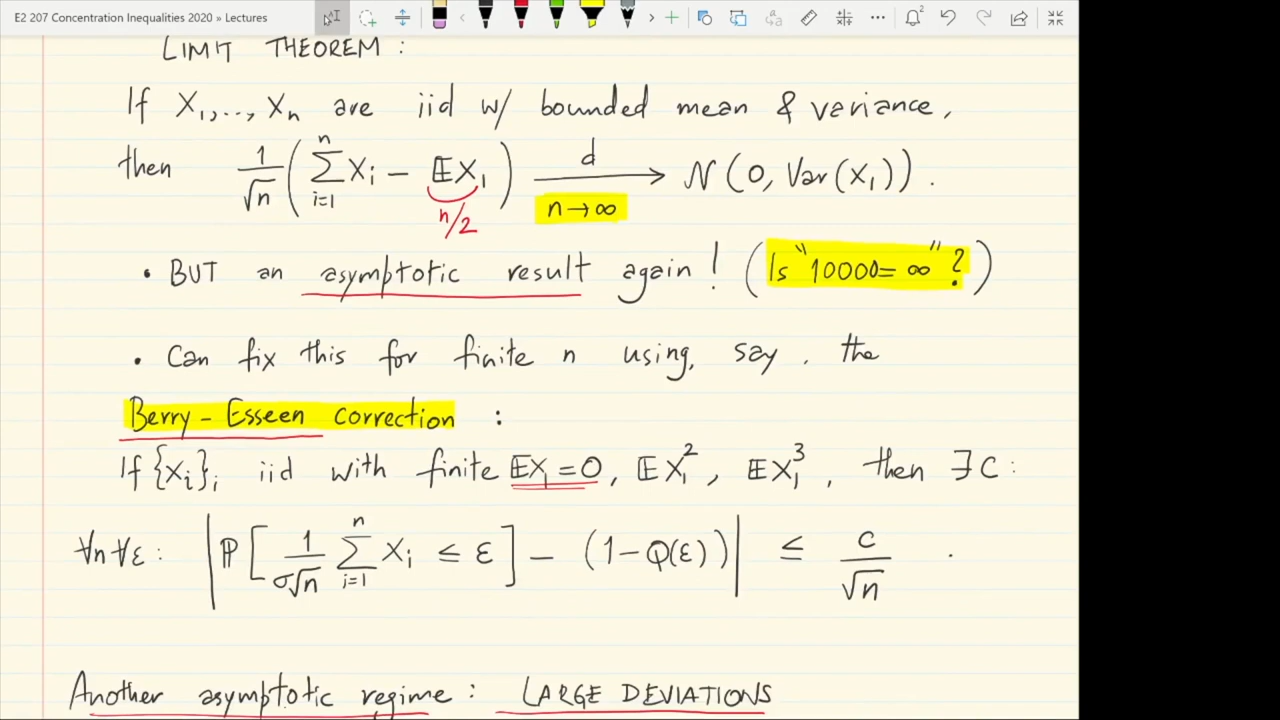 E2 207 Concentration Inequalities 2020 » Lectures
LIMIT THEOREM :
If X₁,..., Xₙ are iid w/ bounded mean & variance,
then 1/√n ( ∑ᵢ₌₁ⁿ Xᵢ − 𝔼X₁ ) →ᵈ 𝒩(0, Var(X₁)).
n/2
n→∞
• BUT an asymptotic result again! (Is "10000=∞"?)
• Can fix this for finite n using, say, the
Berry - Esseen correction :
If {Xᵢ}ᵢ iid with finite 𝔼X₁=0, 𝔼X₁², 𝔼X₁³, then ∃C:
∀n∀ε: |ℙ[ 1/(σ√n) ∑ᵢ₌₁ⁿ Xᵢ ≤ ε ] − (1−Q(ε))| ≤ C/√n .
Another asymptotic regime : LARGE DEVIATIONS